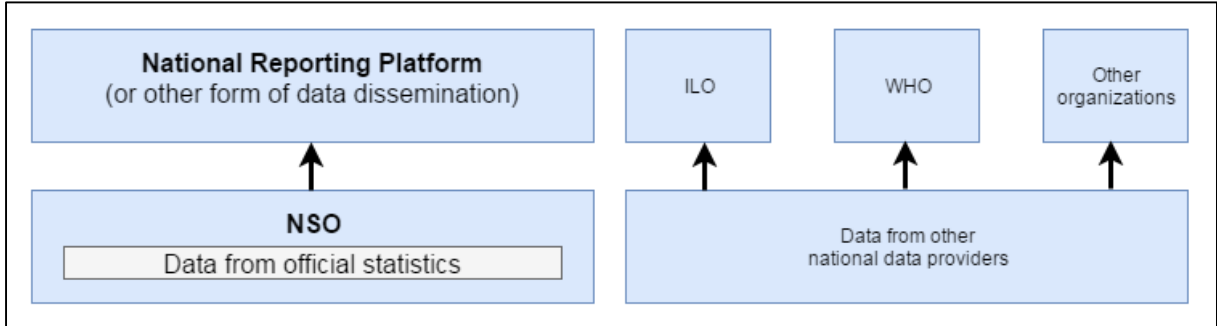 National Reporting Platform
(or other form of data dissemination)
ILO
WHO
Other
organizations
NSO
Data from official statistics
Data from other
national data providers